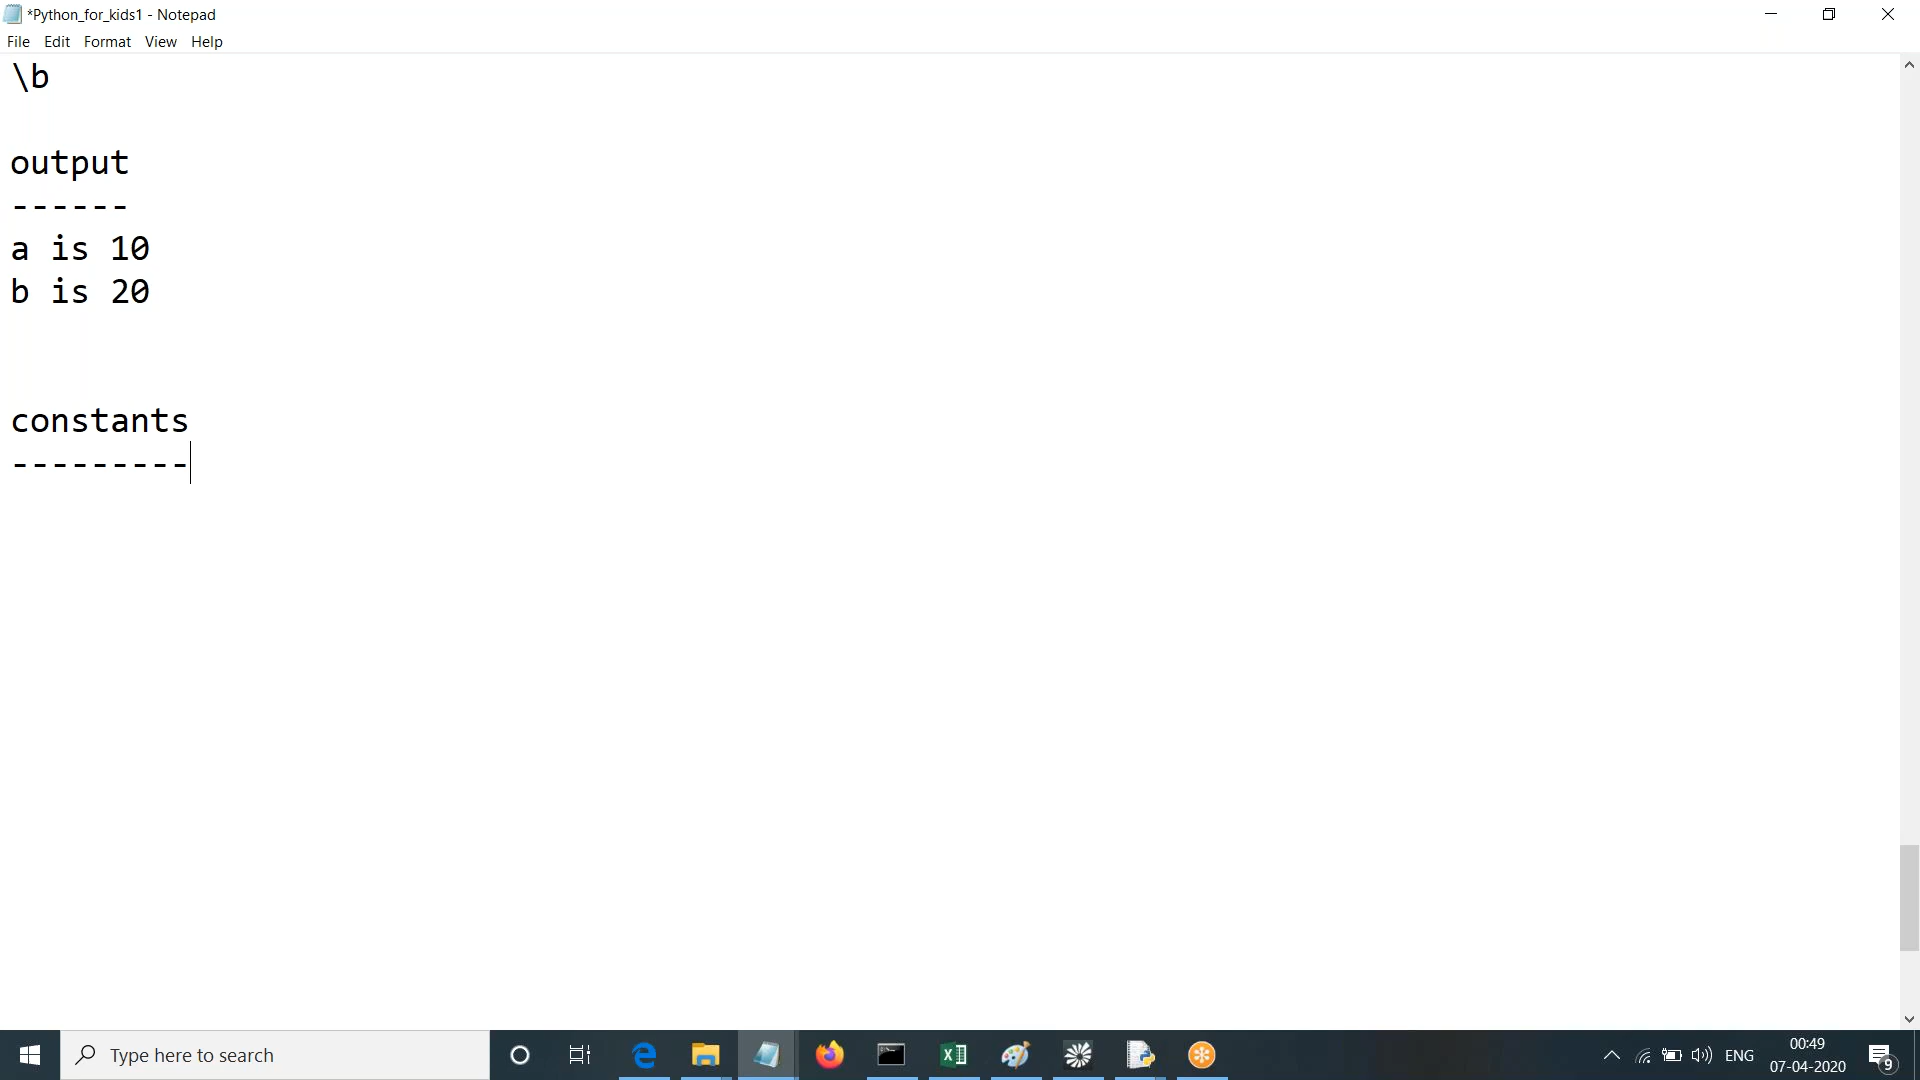 *Python_for_kids1 - Notepad
File Edit Format View Help
\b
output
------
a is 10
b is 20
constants
---------
Type here to search
ENG
00:49
07-04-2020
9